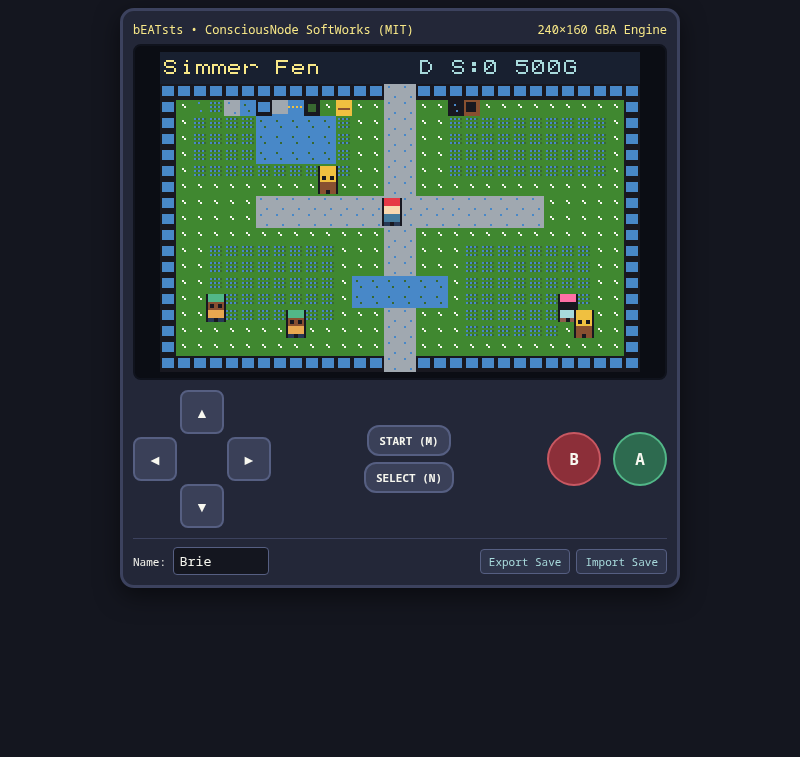 bEATsts • ConsciousNode SoftWorks (MIT)
240×160 GBA Engine
Simmer Fen
D S:0 500G
▲
◄
►
▼
START (M)
SELECT (N)
B
A
Name:
Brie
Export Save
Import Save